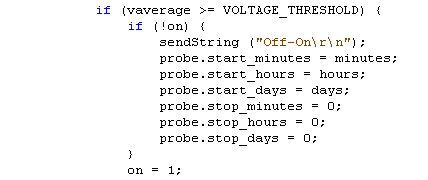 if (vaverage >= VOLTAGE_THRESHOLD) {
if (!on) {
sendString ("Off-On\r\n");
probe.start_minutes = minutes;
probe.start_hours = hours;
probe.start_days = days;
probe.stop_minutes = 0;
probe.stop_hours = 0;
probe.stop_days = 0;
}
on = 1;